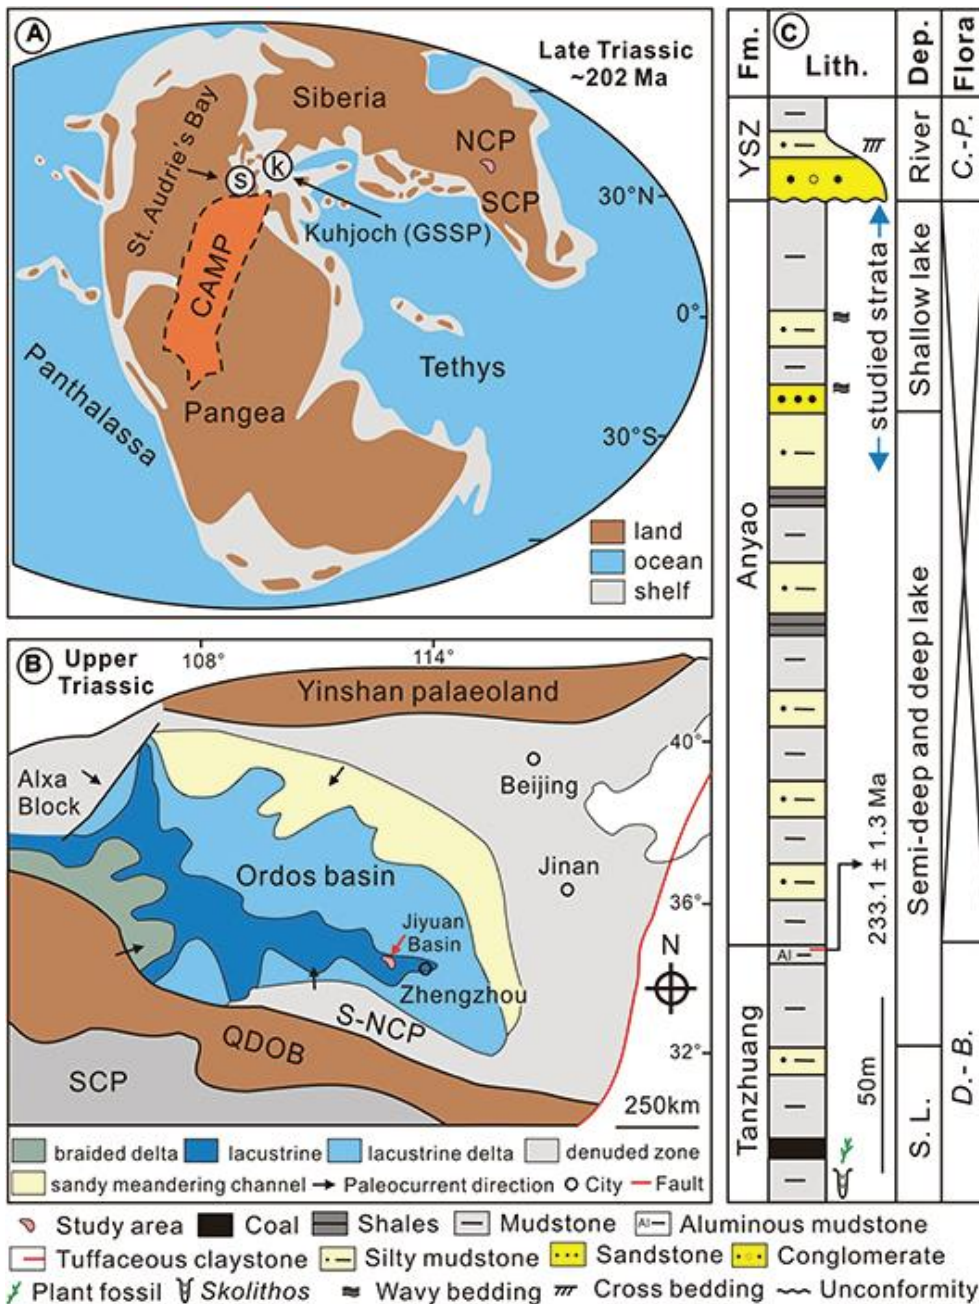 A
Late Triassic
~202 Ma
Siberia
St. Audrie's Bay
NCP
S
k
SCP
30°N
Kuhjoch (GSSP)
CAMP
0°
Tethys
Panthalassa
Pangea
30°S
land
ocean
shelf
B
Upper
Triassic
108°
114°
Yinshan palaeoland
40°
Alxa
Block
Beijing
Ordos basin
Jinan
36°
Jiyuan
Basin
N
Zhengzhou
S-NCP
QDOB
32°
SCP
250km
braided delta
lacustrine
lacustrine delta
denuded zone
sandy meandering channel
Paleocurrent direction
City
Fault
C
Fm.
Lith.
Dep.
Flora
YSZ
River
C.-P.
Anyao
studied strata
Shallow lake
Semi-deep and deep lake
233.1 ± 1.3 Ma
Al
Tanzhuang
50m
S. L.
D.- B.
Study area
Coal
Shales
Mudstone
Al
Aluminous mudstone
Tuffaceous claystone
Silty mudstone
Sandstone
Conglomerate
Plant fossil
Skolithos
Wavy bedding
Cross bedding
Unconformity